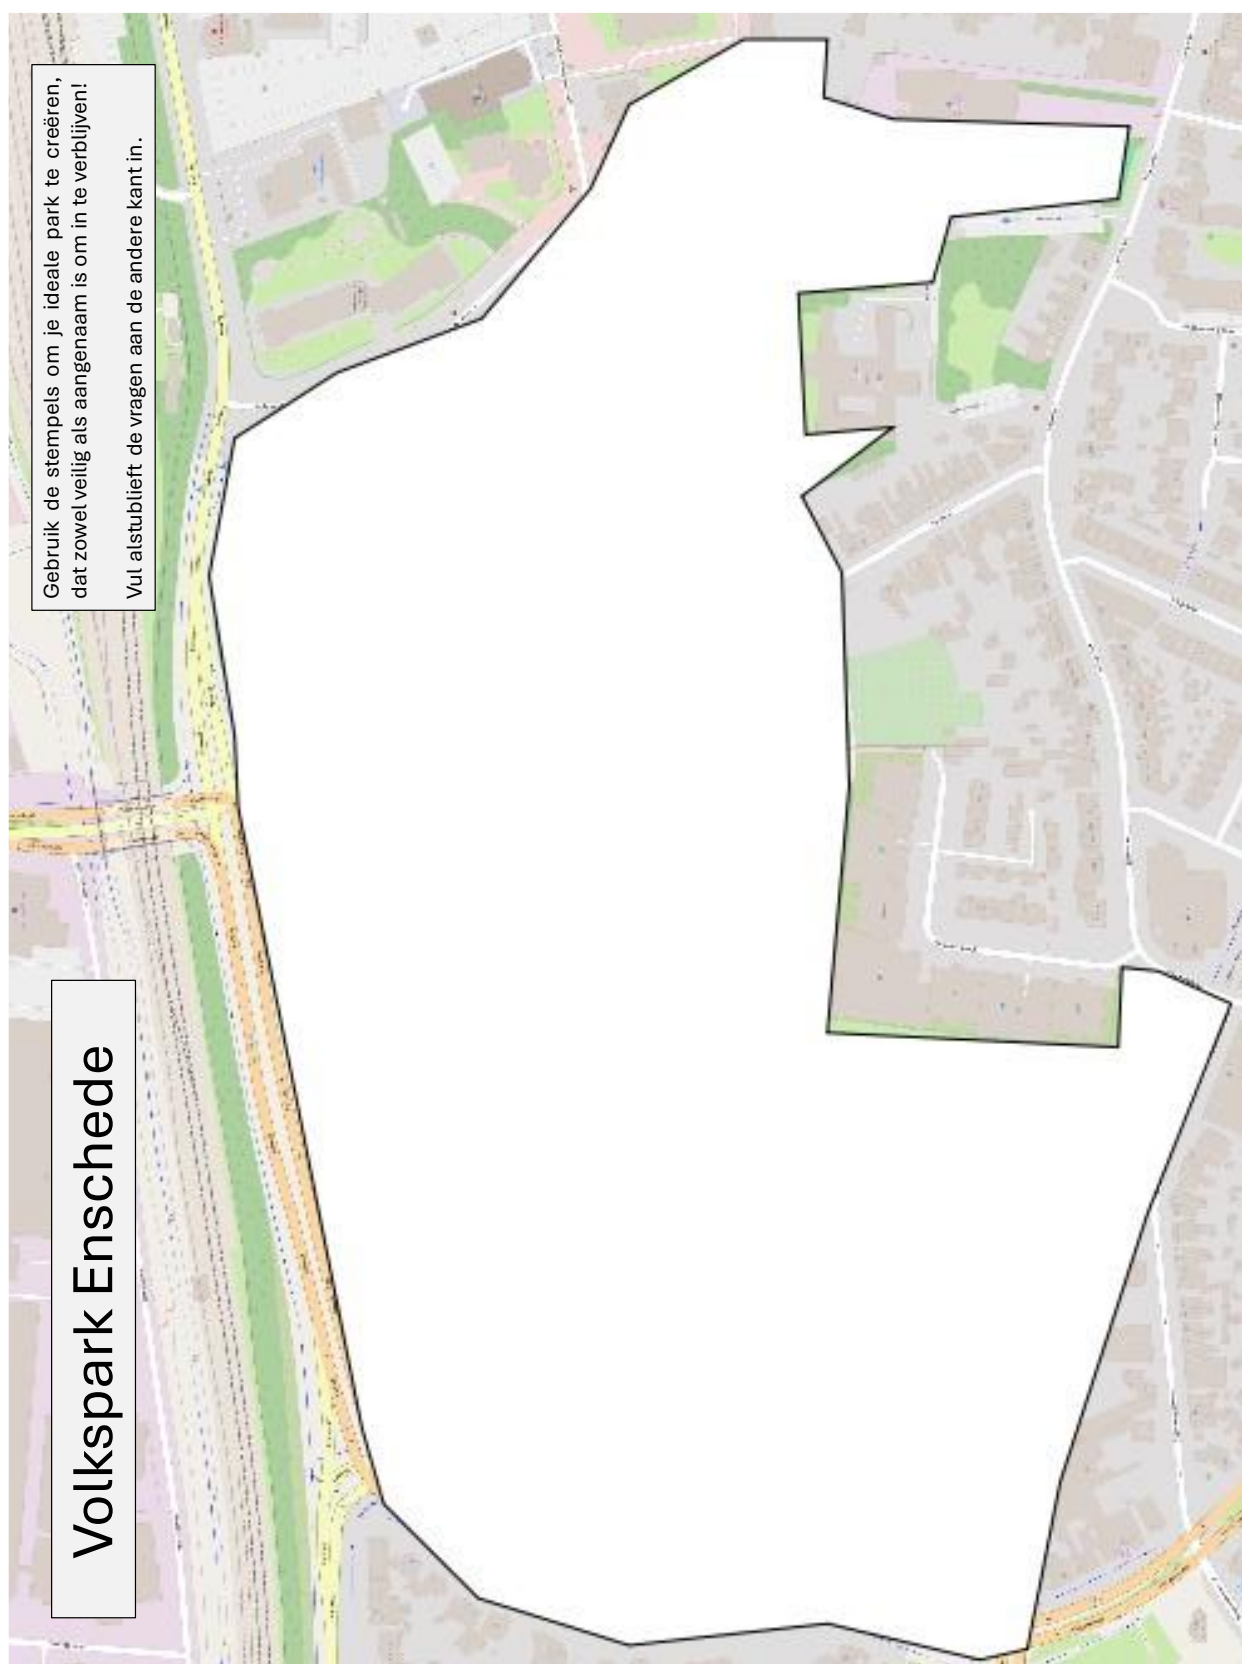 Volkspark Enschede
Gebruik de stempels om je ideale park te creëren,
dat zowel veilig als aangenaam is om in te verblijven!
Vul alstublieft de vragen aan de andere kant in.